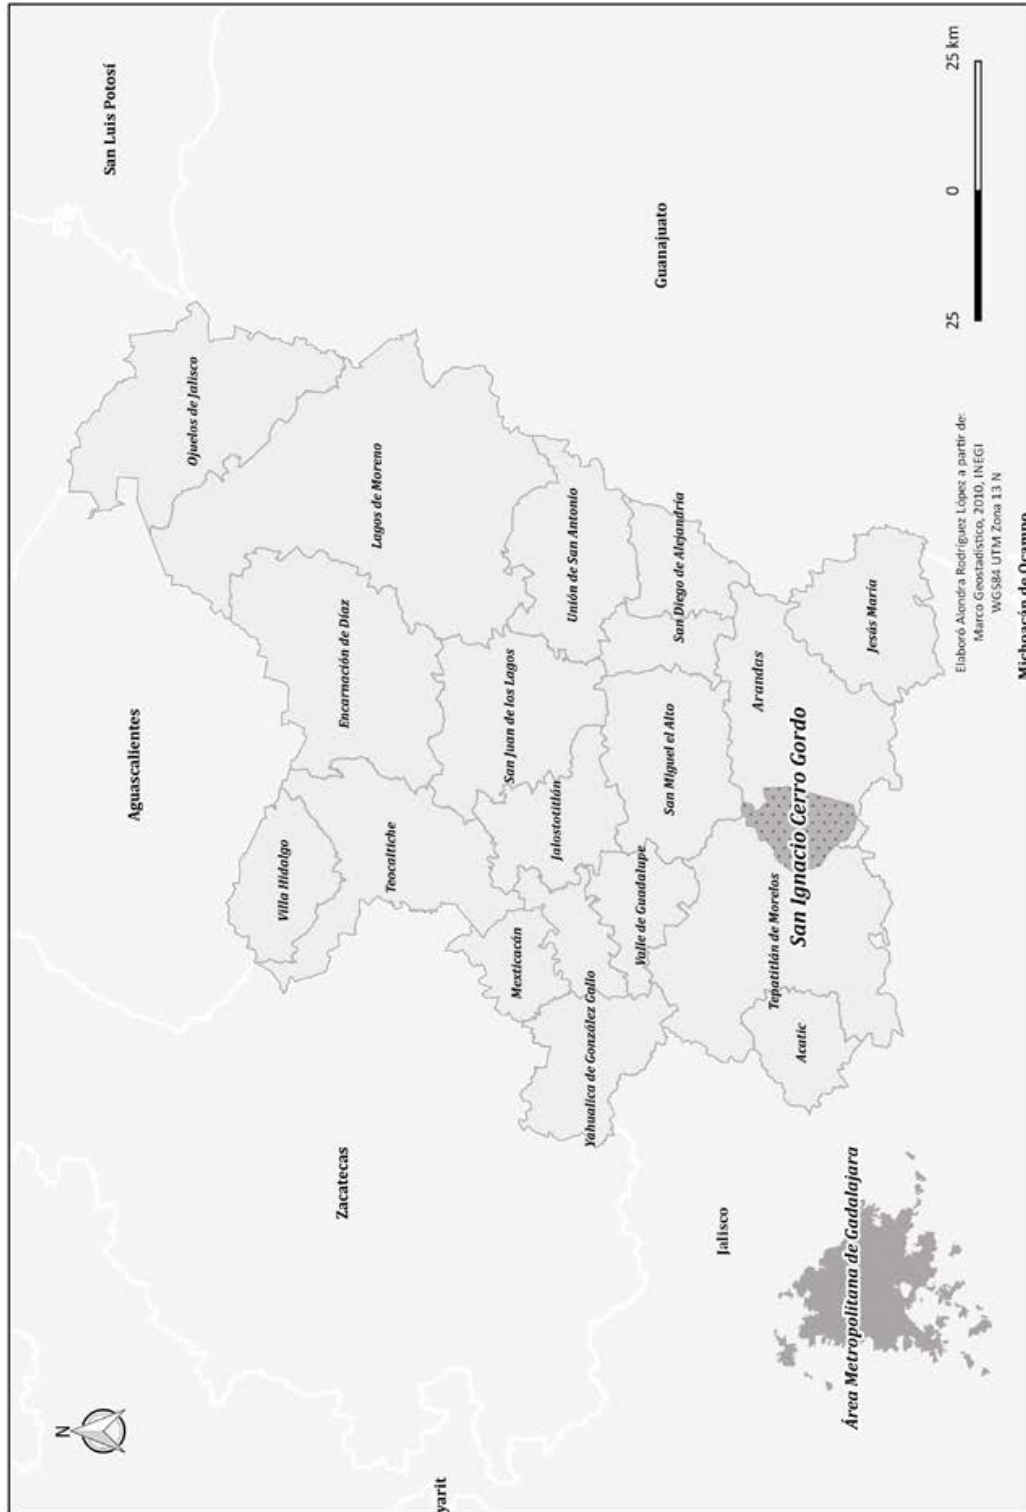 N
San Luis Potosí
Aguascalientes
Ojuelos de Jalisco
Villa Hidalgo
Zacatecas
Encarnación de Díaz
Lagos de Moreno
Teocaltiche
yarit
San Juan de los Lagos
Mexticacán
Jalostotitlán
Unión de San Antonio
Yahualica de González Gallo
Valle de Guadalupe
San Miguel el Alto
San Diego de Alejandría
Guanajuato
Jalisco
Arandas
Tepatitlán de Morelos
San Ignacio Cerro Gordo
Acatic
Jesús María
Área Metropolitana de Gadalajara
25 0 25 km
Elaboró Alondra Rodríguez López a partir de:
Marco Geostadístico, 2010, INEGI
WGS84 UTM Zona 13 N
Michoacán de Ocampo